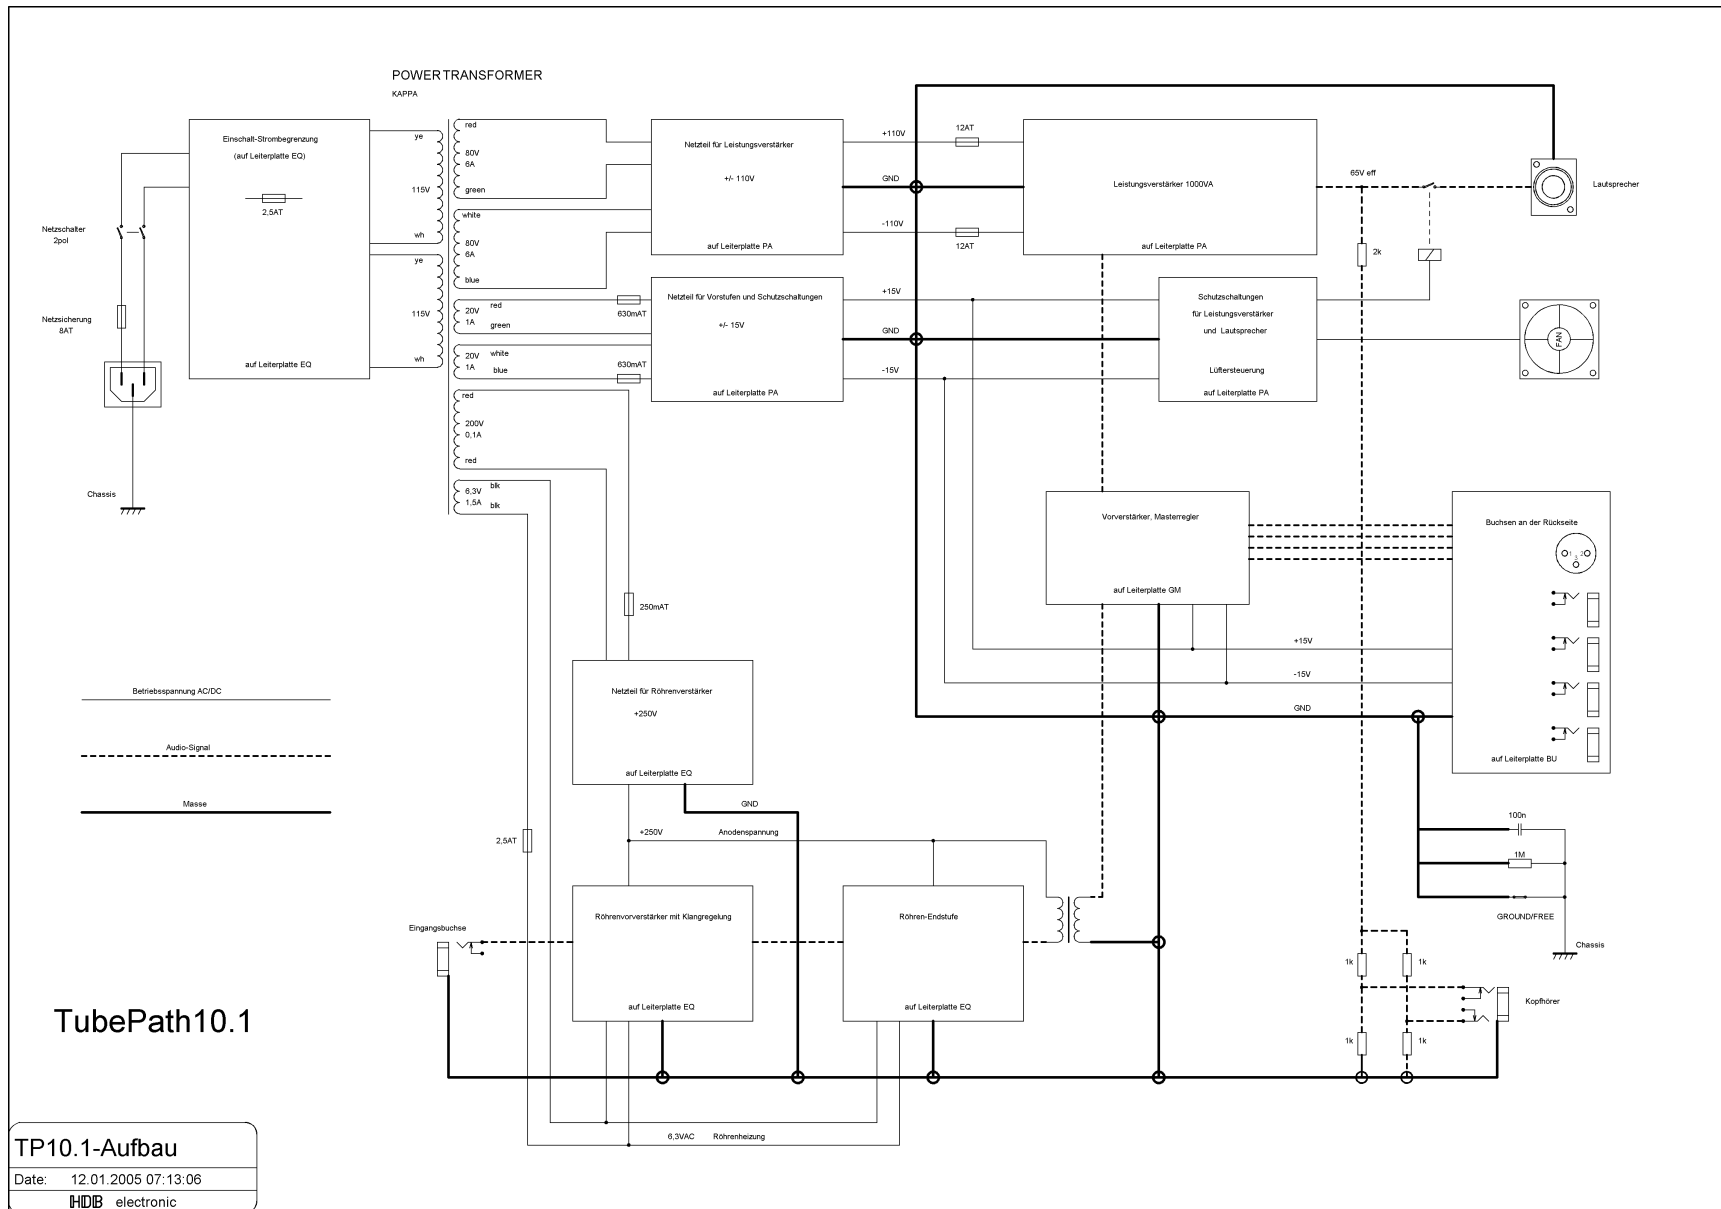 POWER TRANSFORMER
KAPPA
Einschalt-Strombegrenzung
(auf Leiterplatte EQ)
2,5AT
auf Leiterplatte EQ
Netzschalter
2pol
Netzsicherung
8AT
Chassis
ye
115V
wh
ye
115V
wh
red
80V
6A
green
white
80V
6A
blue
20V
1A
red
green
20V
1A
white
blue
red
200V
0,1A
red
6,3V
1,5A
blk
blk
630mAT
630mAT
Netzteil für Leistungsverstärker
+/- 110V
auf Leiterplatte PA
Netzteil für Vorstufen und Schutzschaltungen
+/- 15V
auf Leiterplatte PA
+110V
GND
-110V
12AT
12AT
+15V
GND
-15V
Leistungsverstärker 1000VA
auf Leiterplatte PA
65V eff
2k
Lautsprecher
Schutzschaltungen
für Leistungsverstärker
und Lautsprecher
Lüftersteuerung
auf Leiterplatte PA
FAN
Vorverstärker, Masterregler
auf Leiterplatte GM
Buchsen an der Rückseite
1 2
3
auf Leiterplatte BU
+15V
-15V
GND
250mAT
Netzteil für Röhrenverstärker
+250V
auf Leiterplatte EQ
GND
+250V
Anodenspannung
2,5AT
Betriebsspannung AC/DC
Audio-Signal
Masse
Eingangsbuchse
Röhrenvorverstärker mit Klangregelung
auf Leiterplatte EQ
Röhren-Endstufe
auf Leiterplatte EQ
100n
1M
GROUND/FREE
Chassis
1k
1k
1k
1k
Kopfhörer
6,3VAC
Röhrenheizung
TubePath10.1
TP10.1-Aufbau
Date: 12.01.2005 07:13:06
HDB electronic